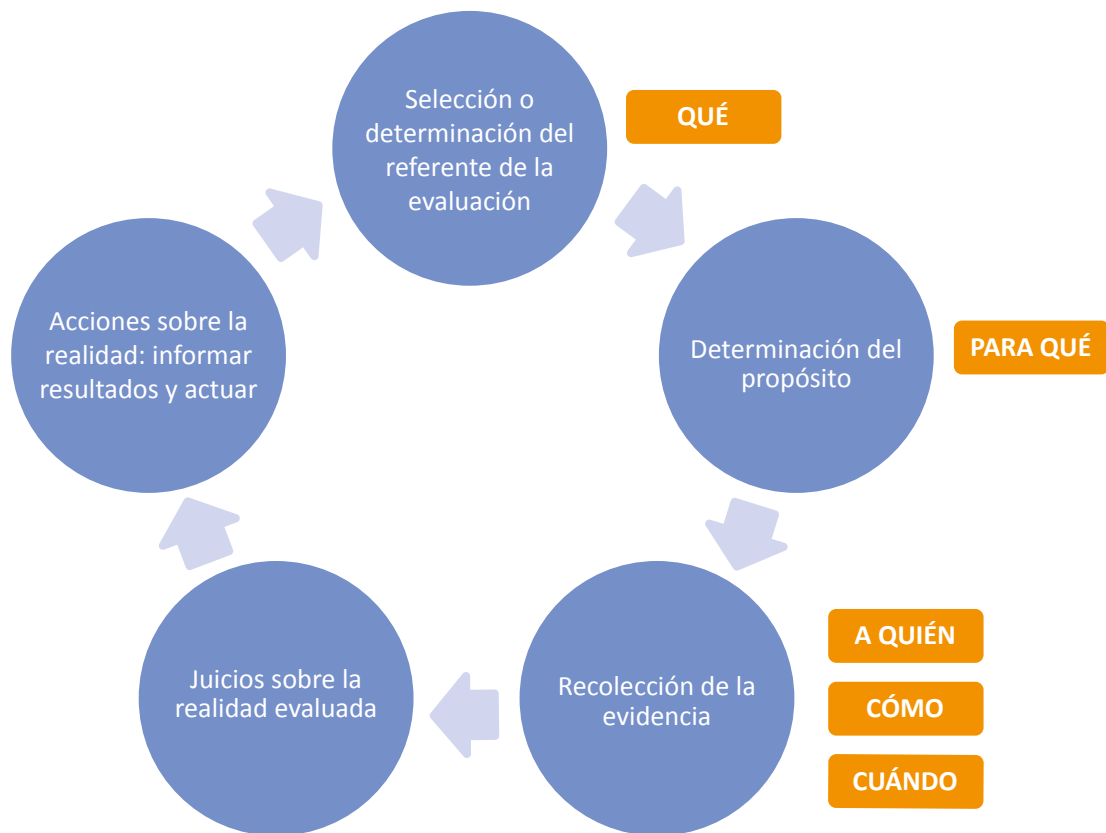 Selección o
determinación del
referente de la
evaluación
QUÉ
Determinación del
propósito
PARA QUÉ
Recolección de la
evidencia
A QUIÉN
CÓMO
CUÁNDO
Juicios sobre la
realidad evaluada
Acciones sobre la
realidad: informar
resultados y actuar